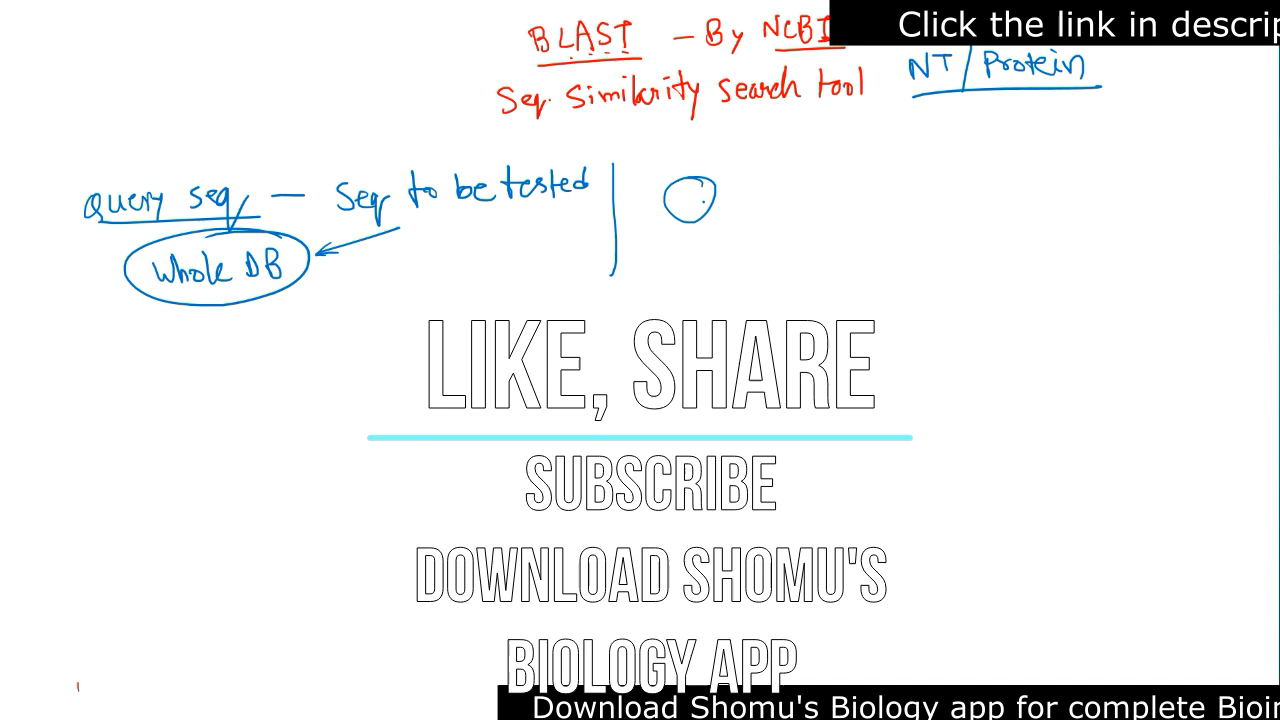 BLAST - By NCBI
Click the link in descrip
NT/Protein
Seq. Similarity search tool
Query seq - Seq to be tested
Whole DB
LIKE, SHARE
SUBSCRIBE
DOWNLOAD SHOMU'S
BIOLOGY APP
Download Shomu's Biology app for complete Bioin